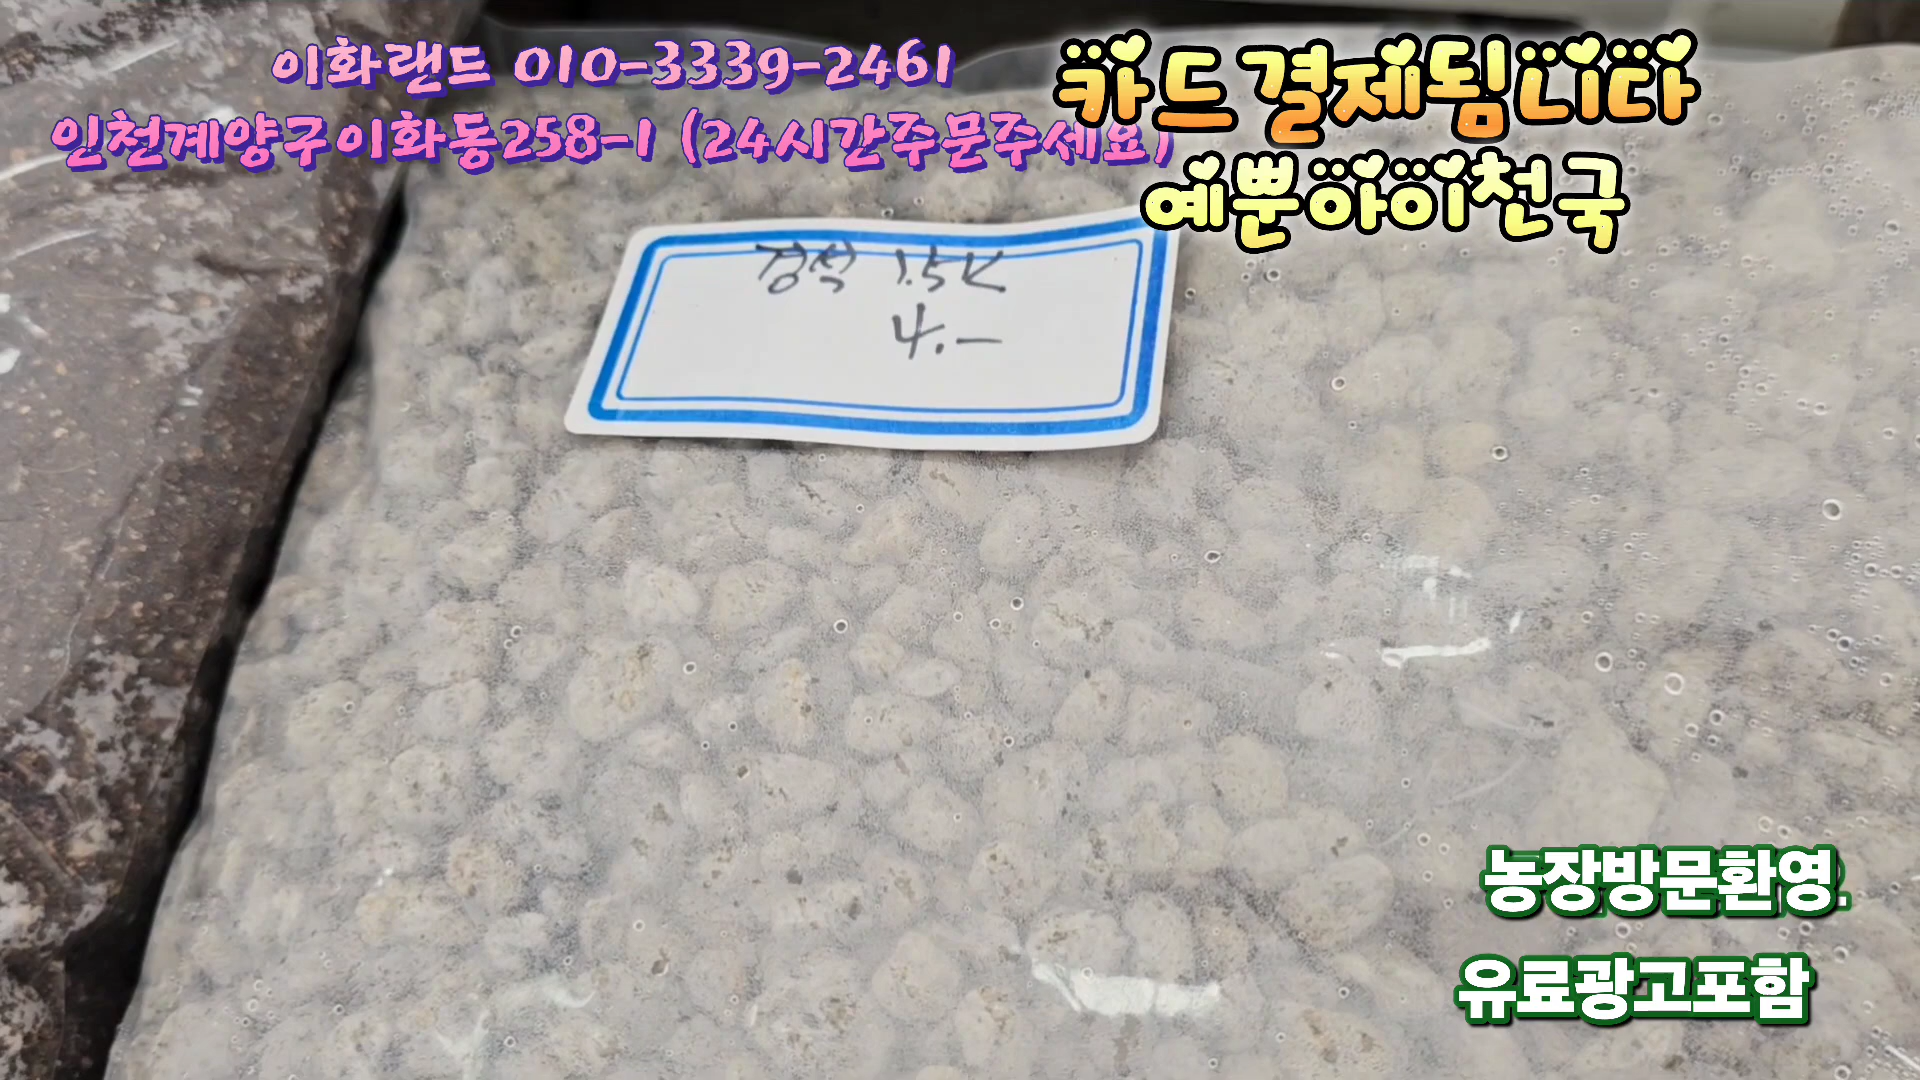 이화랜드 010-3339-2461
인천계양구이화동258-1 (24시간주문주세요)
카드결제됩니다
예쁜아이천국
경석 1.5K
4.-
농장방문환영.
유료광고포함